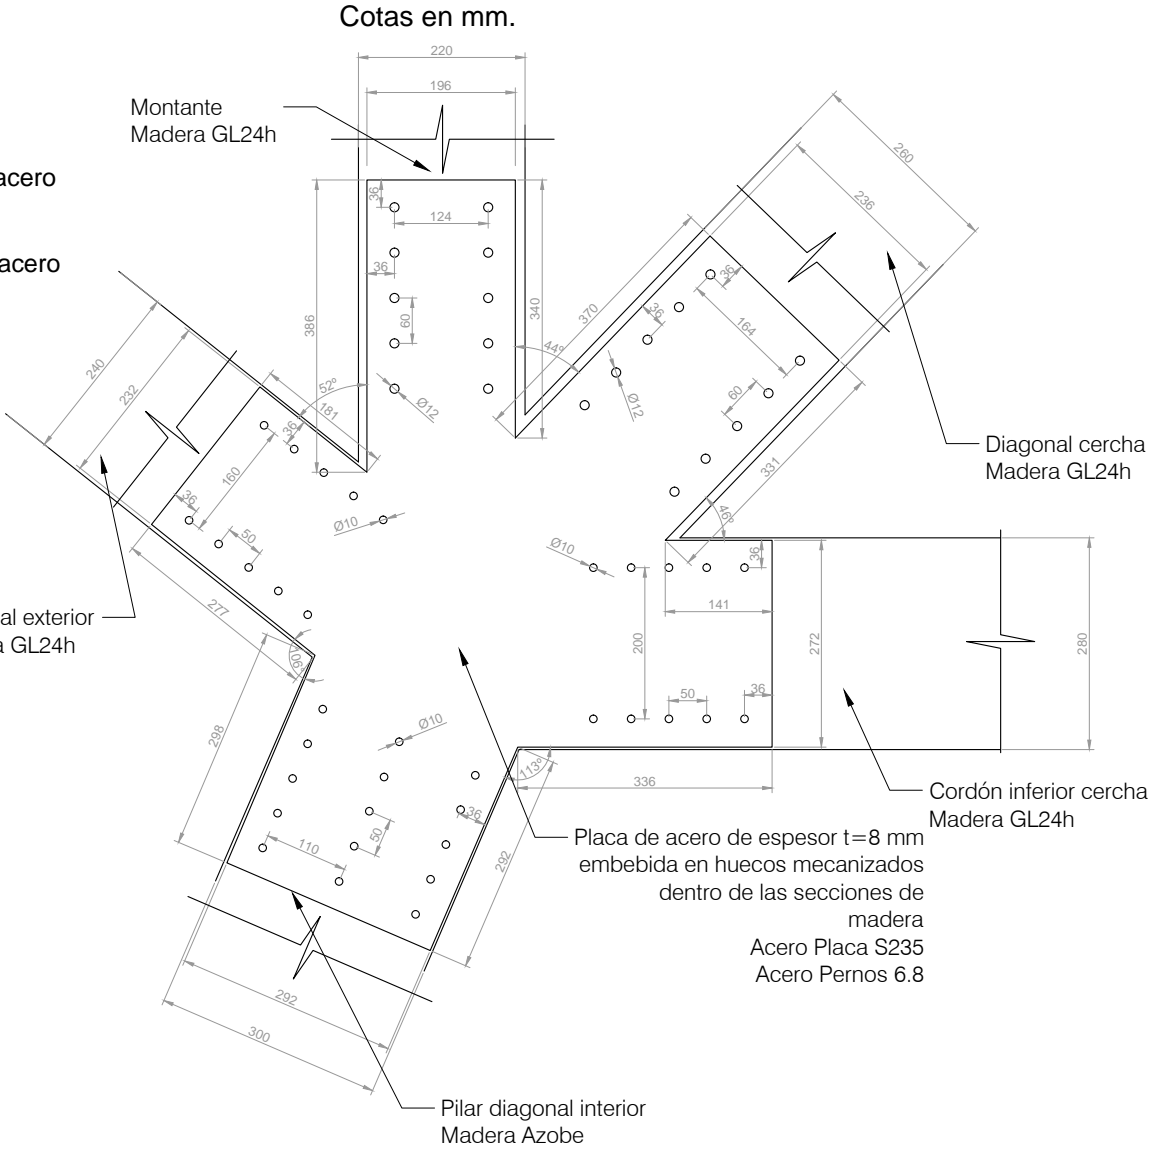 Cotas en mm.
220
196
Montante
Madera GL24h
acero
acero
36
124
36
60
386
340
Ø12
44º
370
260
236
36
36
164
60
Ø12
331
46º
Diagonal cercha
Madera GL24h
240
232
52º
181
36
160
36
50
Ø10
277
al exterior
GL24h
106º
298
Ø10
36
141
200
272
280
50
36
336
113º
Ø10
36
50
110
292
292
300
Cordón inferior cercha
Madera GL24h
Placa de acero de espesor t=8 mm
embebida en huecos mecanizados
dentro de las secciones de
madera
Acero Placa S235
Acero Pernos 6.8
Pilar diagonal interior
Madera Azobe